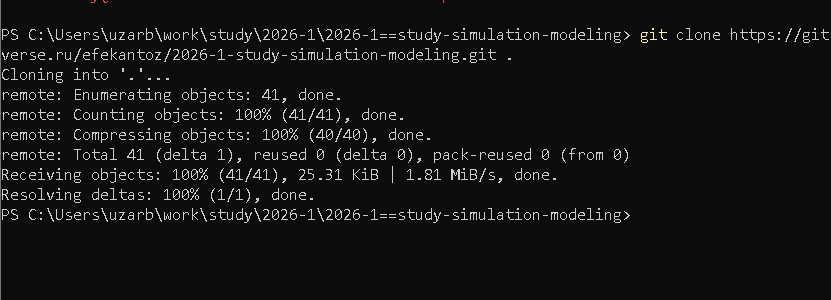 PS C:\Users\uzarb\work\study\2026-1\2026-1==study-simulation-modeling> git clone https://git
verse.ru/efekantoz/2026-1-study-simulation-modeling.git .
Cloning into '.'...
remote: Enumerating objects: 41, done.
remote: Counting objects: 100% (41/41), done.
remote: Compressing objects: 100% (40/40), done.
remote: Total 41 (delta 1), reused 0 (delta 0), pack-reused 0 (from 0)
Receiving objects: 100% (41/41), 25.31 KiB | 1.81 MiB/s, done.
Resolving deltas: 100% (1/1), done.
PS C:\Users\uzarb\work\study\2026-1\2026-1==study-simulation-modeling>